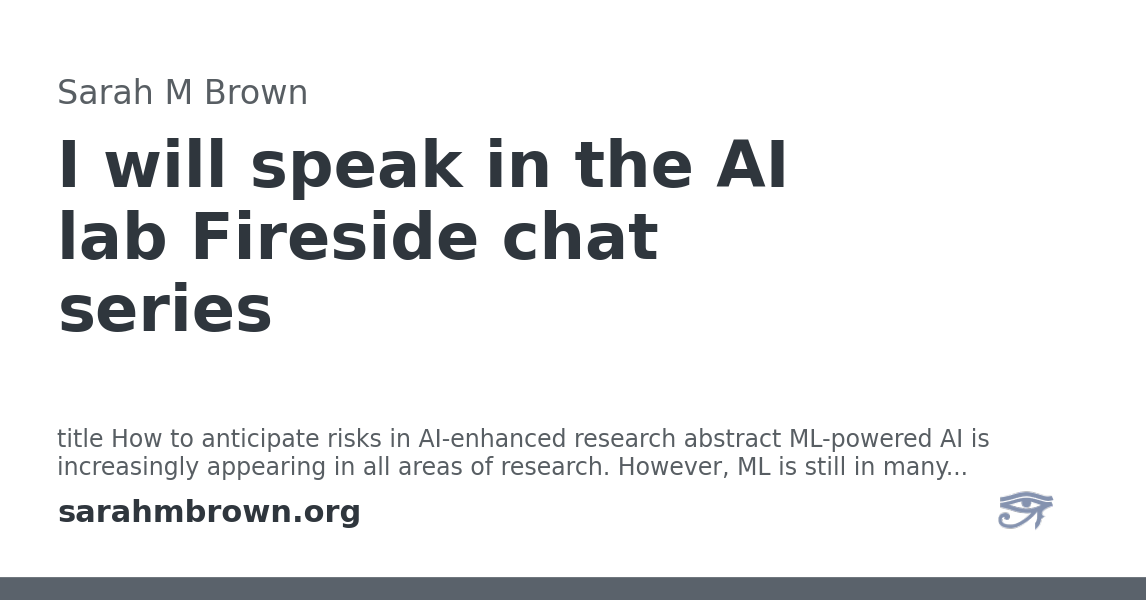 Sarah M Brown
I will speak in the AI
lab Fireside chat
series
title How to anticipate risks in AI-enhanced research abstract ML-powered AI is
increasingly appearing in all areas of research. However, ML is still in many...
sarahmbrown.org